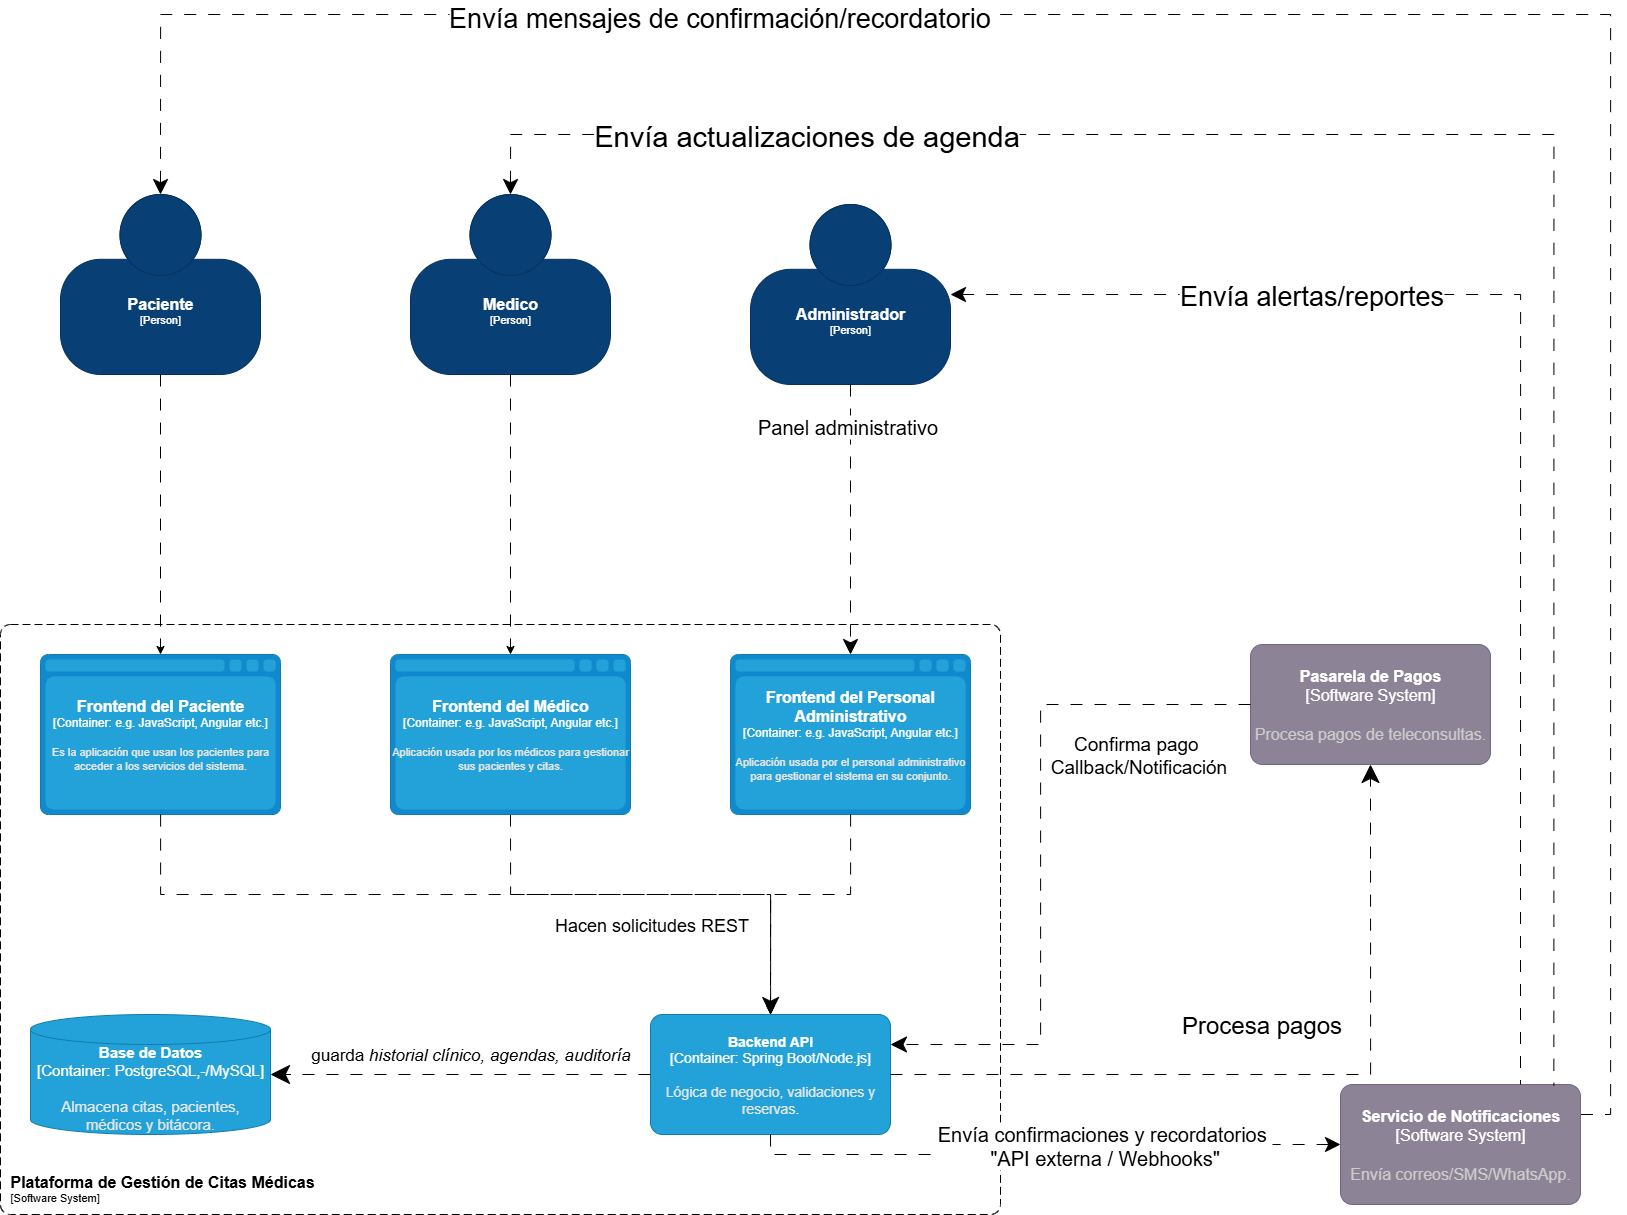 Envía mensajes de confirmación/recordatorio
Envía actualizaciones de agenda
Envía alertas/reportes
Paciente
[Person]
Medico
[Person]
Administrador
[Person]
Panel administrativo
Frontend del Paciente
[Container: e.g. JavaScript, Angular etc.]
Es la aplicación que usan los pacientes para
acceder a los servicios del sistema.
Frontend del Médico
[Container: e.g. JavaScript, Angular etc.]
Aplicación usada por los médicos para gestionar
sus pacientes y citas.
Frontend del Personal
Administrativo
[Container: e.g. JavaScript, Angular etc.]
Aplicación usada por el personal administrativo
para gestionar el sistema en su conjunto.
Pasarela de Pagos
[Software System]
Procesa pagos de teleconsultas.
Confirma pago
Callback/Notificación
Hacen solicitudes REST
Procesa pagos
Base de Datos
[Container: PostgreSQL,-/MySQL]
Almacena citas, pacientes,
médicos y bitácora.
guarda historial clínico, agendas, auditoría
Backend API
[Container: Spring Boot/Node.js]
Lógica de negocio, validaciones y
reservas.
Envía confirmaciones y recordatorios
"API externa / Webhooks"
Servicio de Notificaciones
[Software System]
Envía correos/SMS/WhatsApp.
Plataforma de Gestión de Citas Médicas
[Software System]